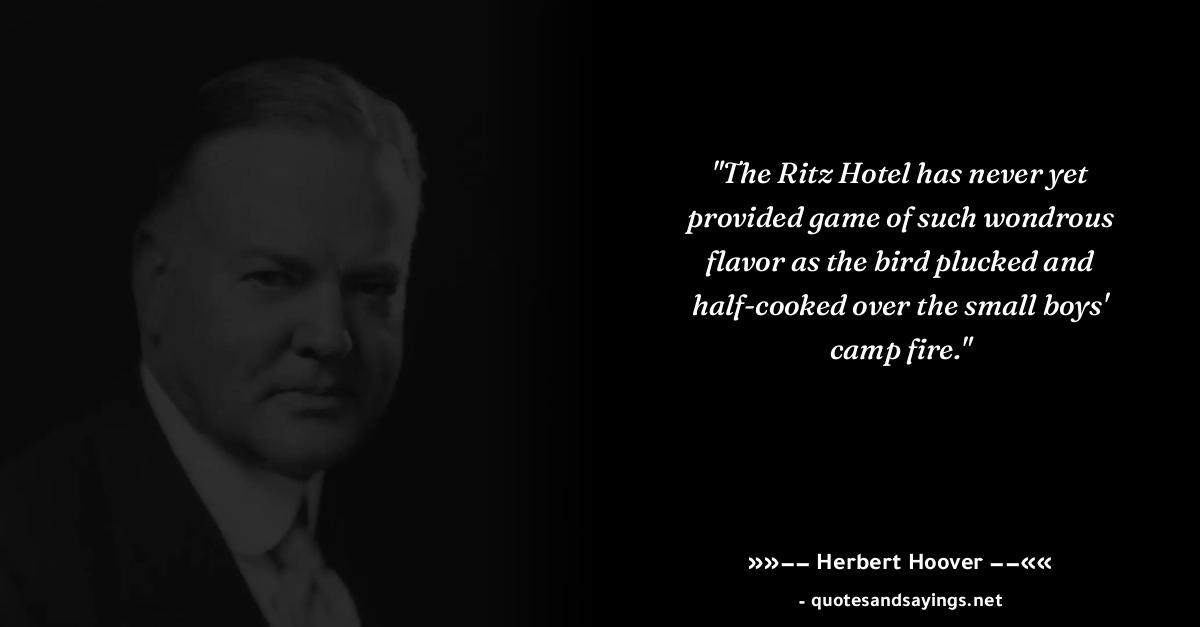 "The Ritz Hotel has never yet
provided game of such wondrous
flavor as the bird plucked and
half-cooked over the small boys'
camp fire."
»»−− Herbert Hoover −−««
- quotesandsayings.net